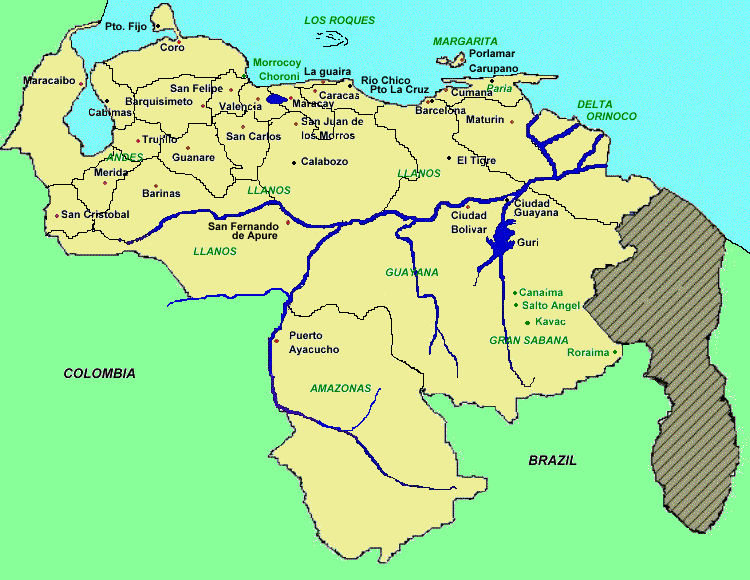 LOS ROQUES
Pto. Fijo
Coro
MARGARITA
Porlamar
Carupano
Morrocoy
Choroni
La guaira
Rio Chico
Pto La Cruz
Maracaibo
San Felipe
Caracas
Cumana
Paria
Cabimas
Barquisimeto
Valencia
Maracay
Barcelona
DELTA
ORINOCO
Maturin
San Juan de
los Morros
San Carlos
Trujillo
ANDES
Guanare
Calabozo
El Tigre
Merida
LLANOS
LLANOS
Barinas
San Cristobal
Ciudad
Guayana
Ciudad
Bolivar
San Fernando
de Apure
Guri
LLANOS
GUAYANA
Canaima
Salto Angel
Kavac
GRAN SABANA
Roraima
Puerto
Ayacucho
COLOMBIA
AMAZONAS
BRAZIL